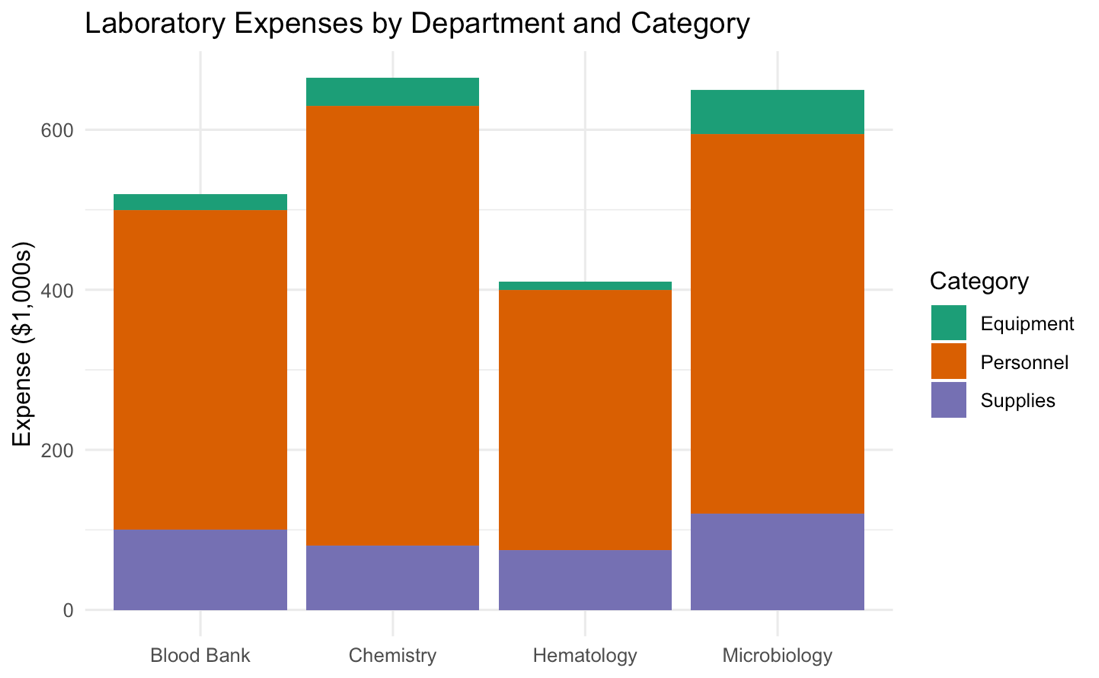 Laboratory Expenses by Department and Category
Expense ($1,000s)
600
400
200
0
Blood Bank
Chemistry
Hematology
Microbiology
Category
Equipment
Personnel
Supplies